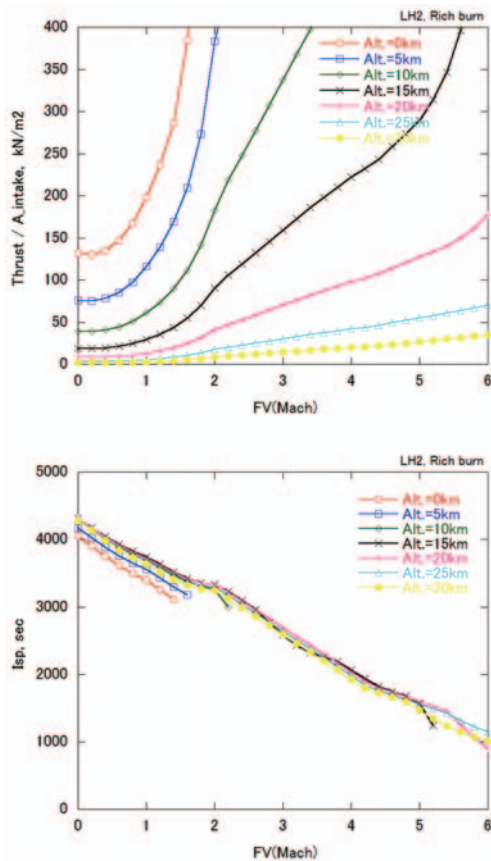 LH2, Rich burn
400
350
300
250
200
150
100
50
0
Thrust / A_intake, kN/m2
Alt.=0km
Alt.=5km
Alt.=10km
Alt.=15km
Alt.=20km
Alt.=25km
0 1 2 3 4 5 6
FV(Mach)
LH2, Rich burn
5000
4000
3000
2000
1000
0
Isp, sec
Alt.=0km
Alt.=5km
Alt.=10km
Alt.=15km
Alt.=20km
Alt.=25km
Alt.=30km
0 1 2 3 4 5 6
FV(Mach)